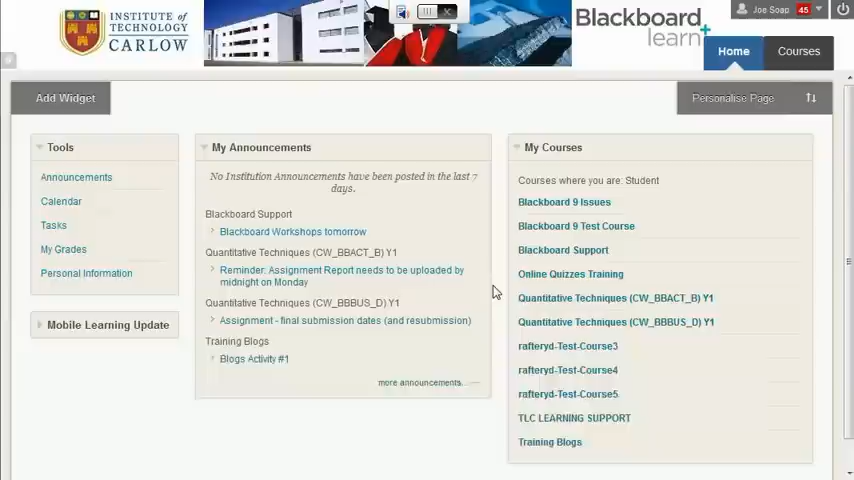 INSTITUTE of
TECHNOLOGY
CARLOW
Blackboard
learn+
Joe Soap 45
Home Courses
Add Widget
Personalise Page
Tools
Announcements
Calendar
Tasks
My Grades
Personal Information
Mobile Learning Update
My Announcements
No Institution Announcements have been posted in the last 7
days.
Blackboard Support
Blackboard Workshops tomorrow
Quantitative Techniques (CW_BBACT_B) Y1
Reminder: Assignment Report needs to be uploaded by
midnight on Monday
Quantitative Techniques (CW_BBBUS_D) Y1
Assignment - final submission dates (and resubmission)
Training Blogs
Blogs Activity #1
more announcements...
My Courses
Courses where you are: Student
Blackboard 9 Issues
Blackboard 9 Test Course
Blackboard Support
Online Quizzes Training
Quantitative Techniques (CW_BBACT_B) Y1
Quantitative Techniques (CW_BBBUS_D) Y1
rafteryd-Test-Course3
rafteryd-Test-Course4
rafteryd-Test-Course5
TLC LEARNING SUPPORT
Training Blogs